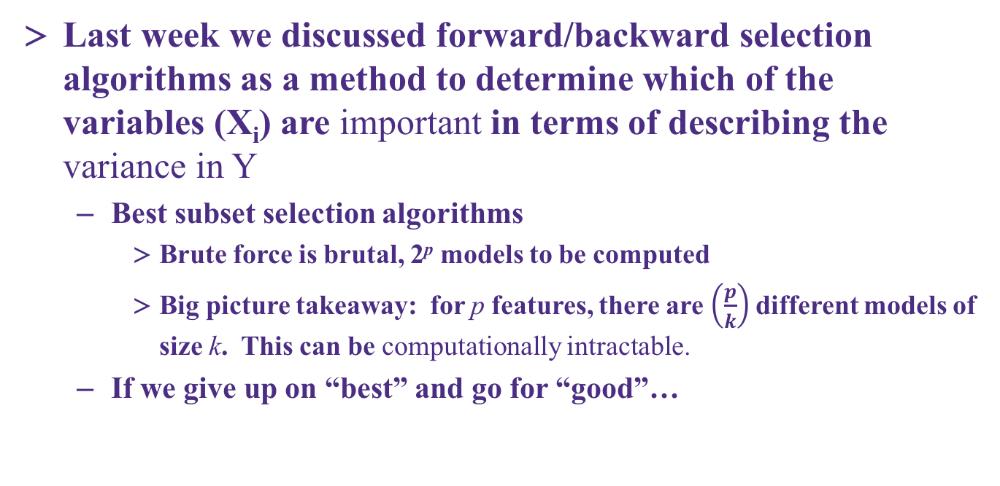 > Last week we discussed forward/backward selection
algorithms as a method to determine which of the
variables (Xᵢ) are important in terms of describing the
variance in Y
– Best subset selection algorithms
> Brute force is brutal, 2ᵖ models to be computed
> Big picture takeaway: for p features, there are (p/k) different models of
size k. This can be computationally intractable.
– If we give up on “best” and go for “good”…